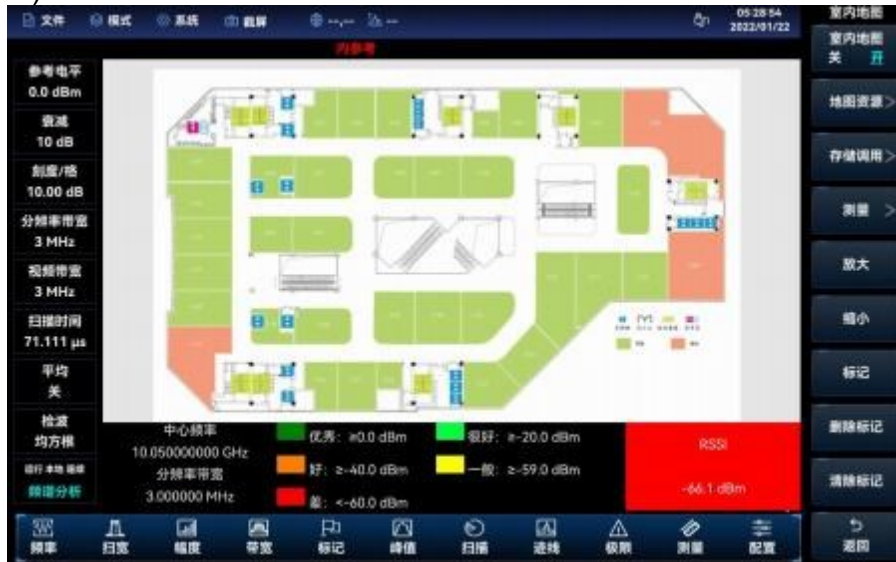 文件 模式 系统 截屏 --,-- --
05:28:54
2022/01/22
内参考
参考电平
0.0 dBm
衰减
10 dB
刻度/格
10.00 dB
分辨率带宽
3 MHz
视频带宽
3 MHz
扫描时间
71.111 μs
平均
关
检波
均方根
运行 本地 连续
频谱分析
中心频率
10.050000000 GHz
分辨率带宽
3.000000 MHz
优秀: ≥0.0 dBm
很好: ≥-20.0 dBm
好: ≥-40.0 dBm
一般: ≥-59.0 dBm
差: <-60.0 dBm
RSSI
-66.1 dBm
室内地图
室内地图
关 开
地图资源 >
存储调用 >
测量 >
放大
缩小
标记
删除标记
清除标记
返回
频率 扫宽 幅度 带宽 标记 峰值 扫描 迹线 极限 测量 配置